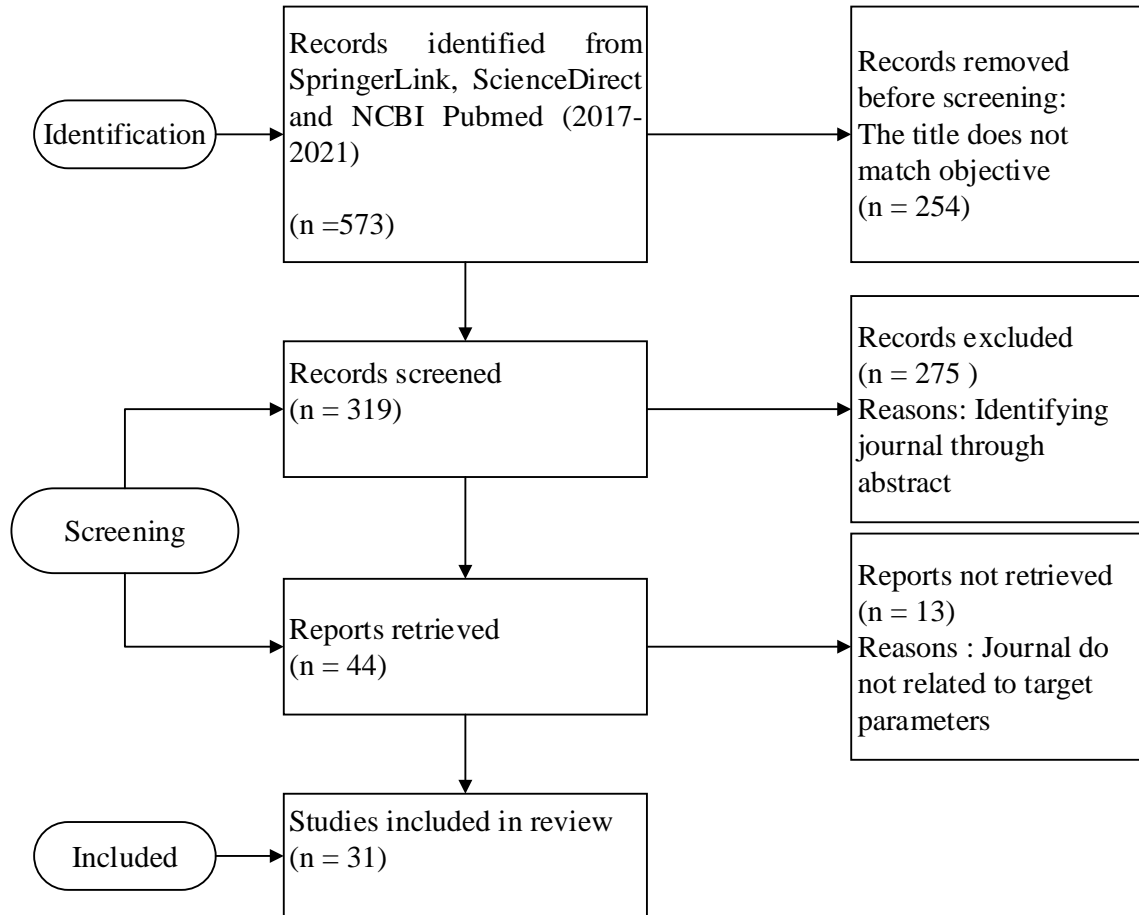 Identification
Records identified from
SpringerLink, ScienceDirect
and NCBI Pubmed (2017-
2021)
(n =573)
Records removed
before screening:
The title does not
match objective
(n = 254)
Screening
Records screened
(n = 319)
Records excluded
(n = 275 )
Reasons: Identifying
journal through
abstract
Reports retrieved
(n = 44)
Reports not retrieved
(n = 13)
Reasons : Journal do
not related to target
parameters
Included
Studies included in review
(n = 31)